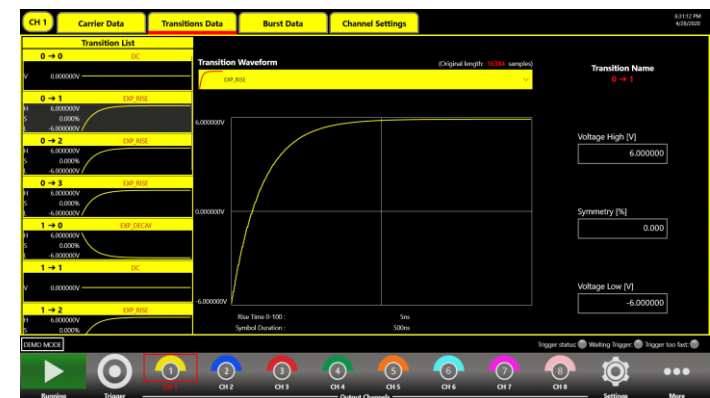 CH 1
Carrier Data
Transitions Data
Burst Data
Channel Settings
6:31:12 PM
4/28/2020
Transition List
0 → 0 DC
V 0.000000V
0 → 1 EXP_RISE
H 6.000000V
S 0.000%
L -6.000000V
0 → 2 EXP_RISE
H 6.000000V
S 0.000%
L -6.000000V
0 → 3 EXP_RISE
H 6.000000V
S 0.000%
L -6.000000V
1 → 0 EXP_DECAY
H 6.000000V
S 0.000%
L -6.000000V
1 → 1 DC
V 0.000000V
1 → 2 EXP_RISE
H 6.000000V
S 0.000%
Transition Waveform (Original length: 16384 samples)
EXP_RISE
6.000000V
0.000000V
-6.000000V
Rise Time 0-100 : 5ns
Symbol Duration : 500ns
Transition Name
0 → 1
Voltage High [V]
6.000000
Symmetry [%]
0.000
Voltage Low [V]
-6.000000
DEMO MODE
Trigger status: Waiting Trigger: Trigger too fast:
1 2 3 4 5 6 7 8
CH 1 CH 2 CH 3 CH 4 CH 5 CH 6 CH 7 CH 8
Running Trigger Output Channels Settings More